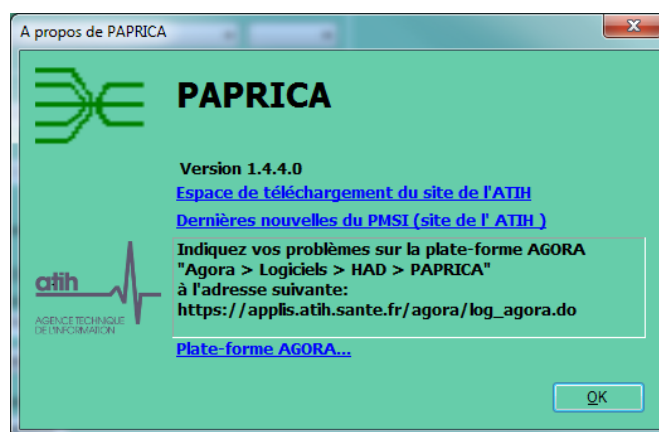 A propos de PAPRICA
PAPRICA
Version 1.4.4.0
Espace de téléchargement du site de l'ATIH
Dernières nouvelles du PMSI (site de l' ATIH )
Indiquez vos problèmes sur la plate-forme AGORA
"Agora > Logiciels > HAD > PAPRICA"
à l'adresse suivante:
https://applis.atih.sante.fr/agora/log_agora.do
atih
AGENCE TECHNIQUE
DE L'INFORMATION
Plate-forme AGORA...
OK